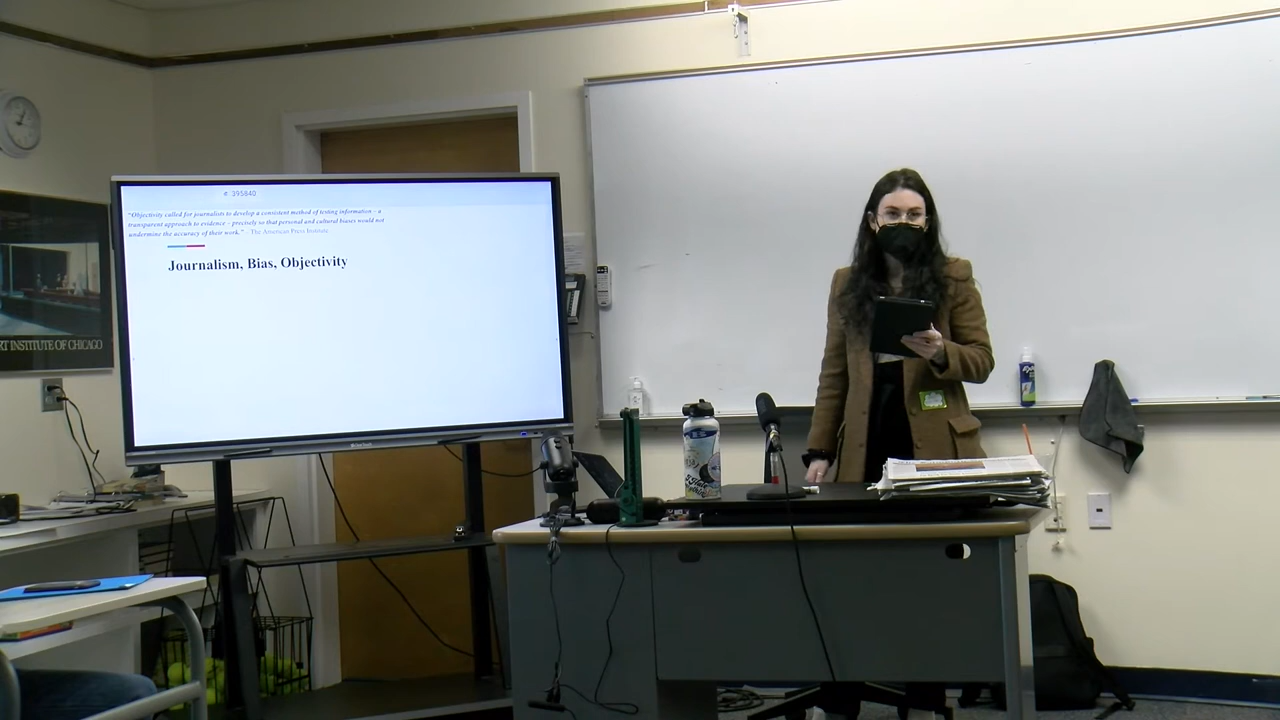 395840
"Objectivity called for journalists to develop a consistent method of testing information – a
transparent approach to evidence – precisely so that personal and cultural biases would not
undermine the accuracy of their work." – The American Press Institute
Journalism, Bias, Objectivity
RT INSTITUTE OF CHICAGO